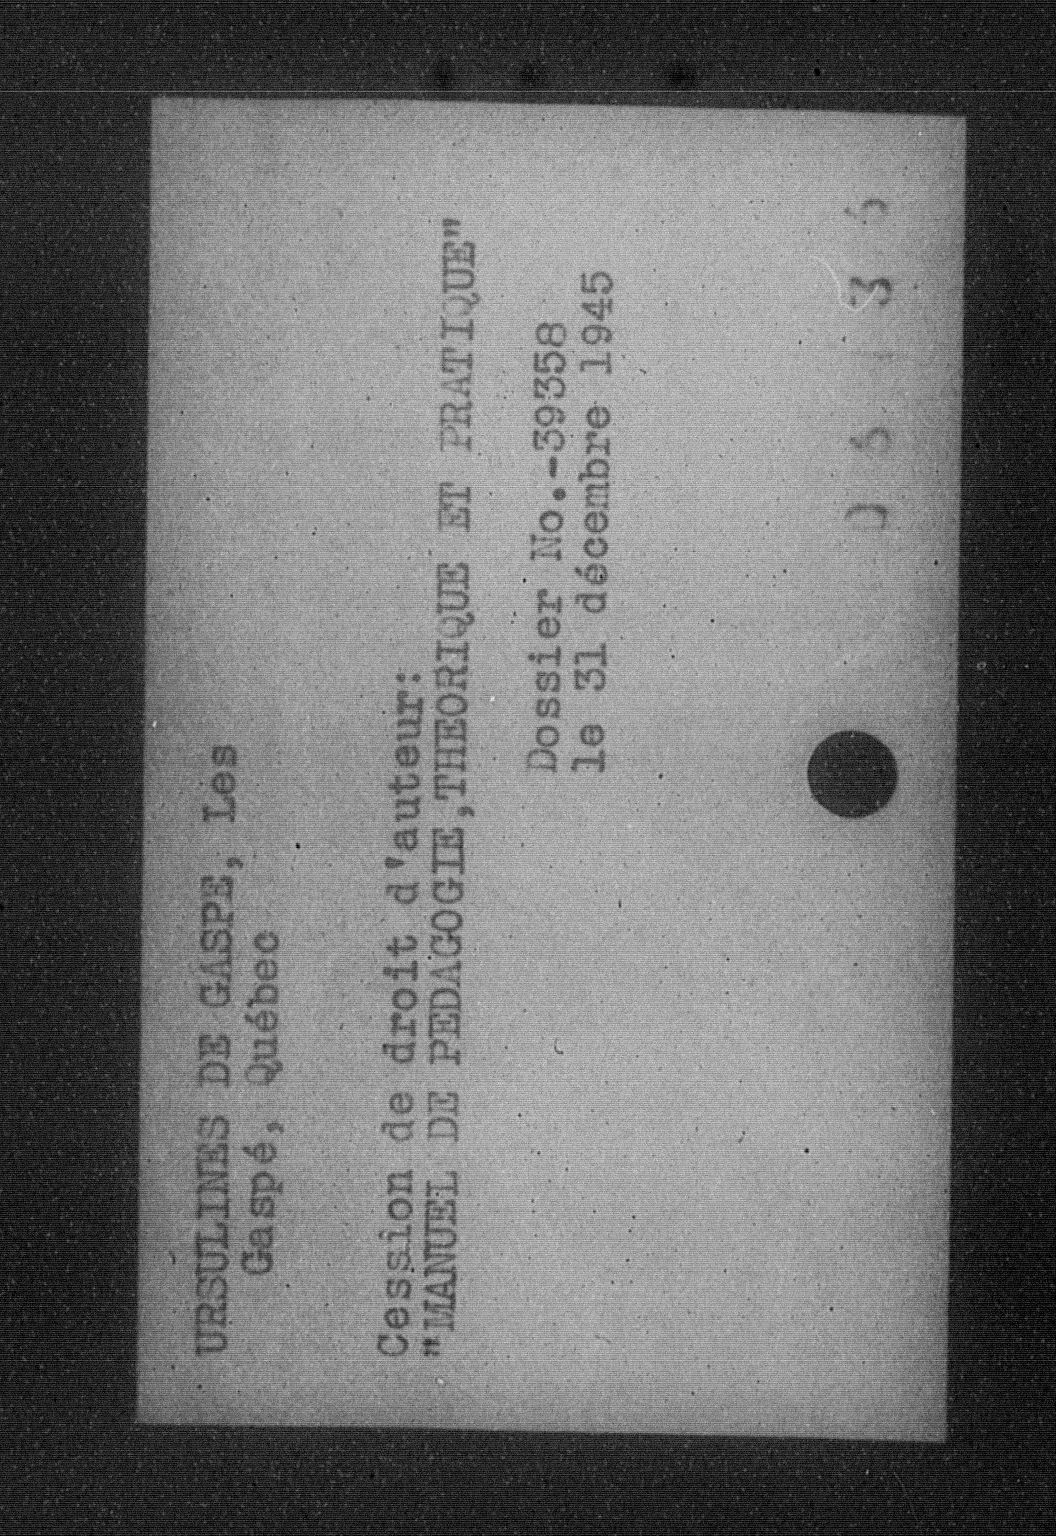 URSULINES DE GASPE, Les
Gaspé, Québec
Cession de droit d'auteur:
"MANUEL DE PEDAGOGIE,THEORIQUE ET PRATIQUE"
Dossier No.-39358
le 31 décembre 1945